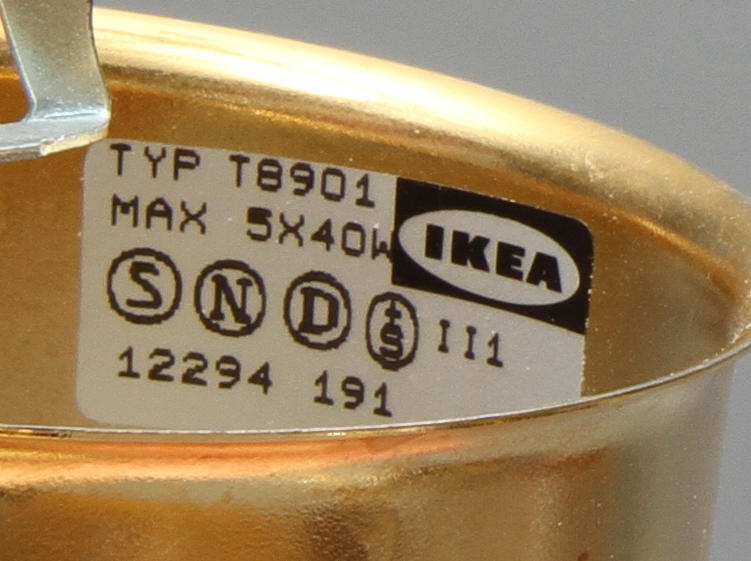 TYP T8901
MAX 5X40W
IKEA
S N D II1
12294 191